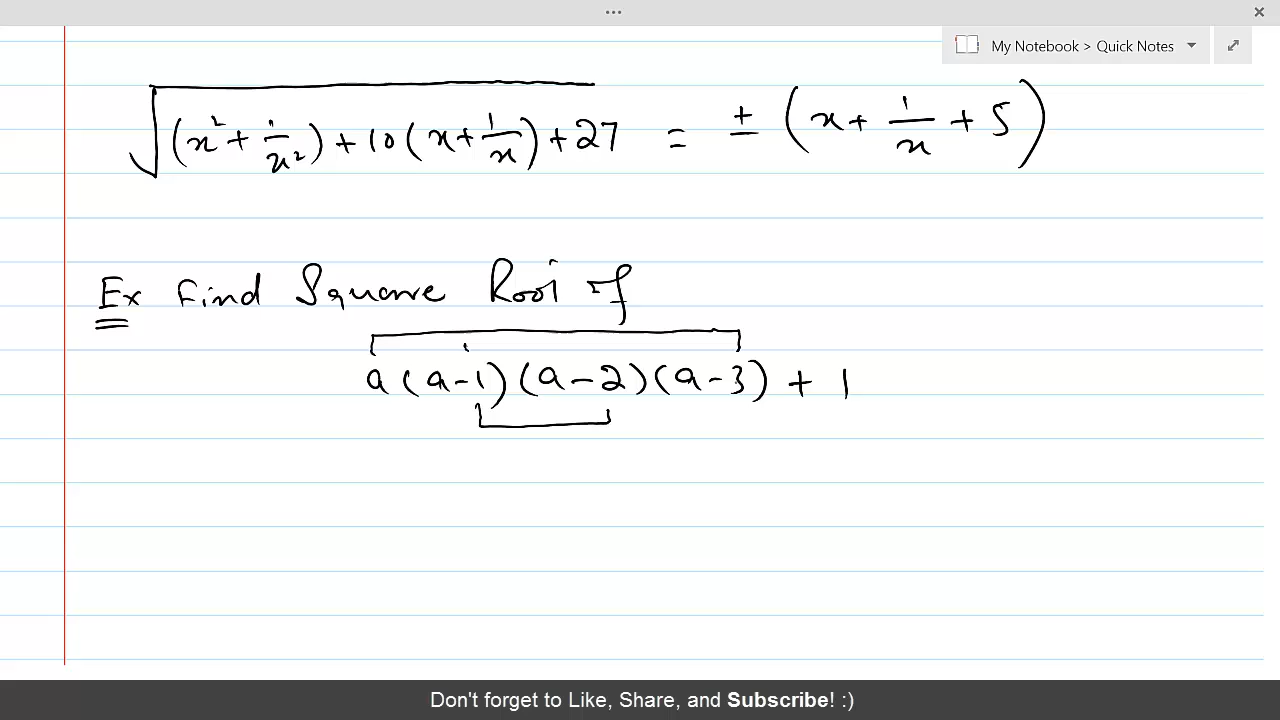 ...
My Notebook > Quick Notes
√(x² + 1/x²) + 10(x + 1/x) + 27 = ± (x + 1/x + 5)
Ex Find Square Root of
a(a-1)(a-2)(a-3) + 1
Don't forget to Like, Share, and Subscribe! :)